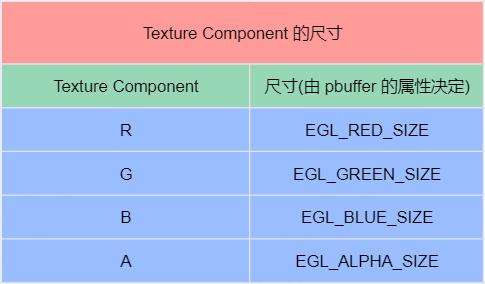 Texture Component 的尺寸
Texture Component 尺寸(由 pbuffer 的属性决定)
R EGL_RED_SIZE
G EGL_GREEN_SIZE
B EGL_BLUE_SIZE
A EGL_ALPHA_SIZE